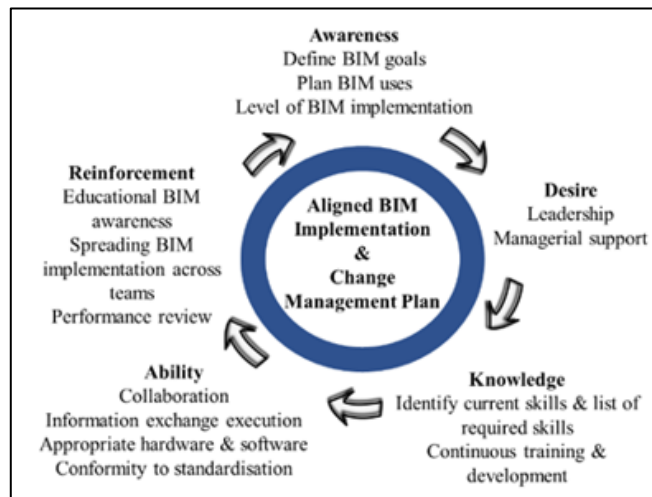 Awareness
Define BIM goals
Plan BIM uses
Level of BIM implementation
Desire
Leadership
Managerial support
Knowledge
Identify current skills & list of
required skills
Continuous training &
development
Ability
Collaboration
Information exchange execution
Appropriate hardware & software
Conformity to standardisation
Reinforcement
Educational BIM
awareness
Spreading BIM
implementation across
teams
Performance review
Aligned BIM
Implementation
&
Change
Management Plan